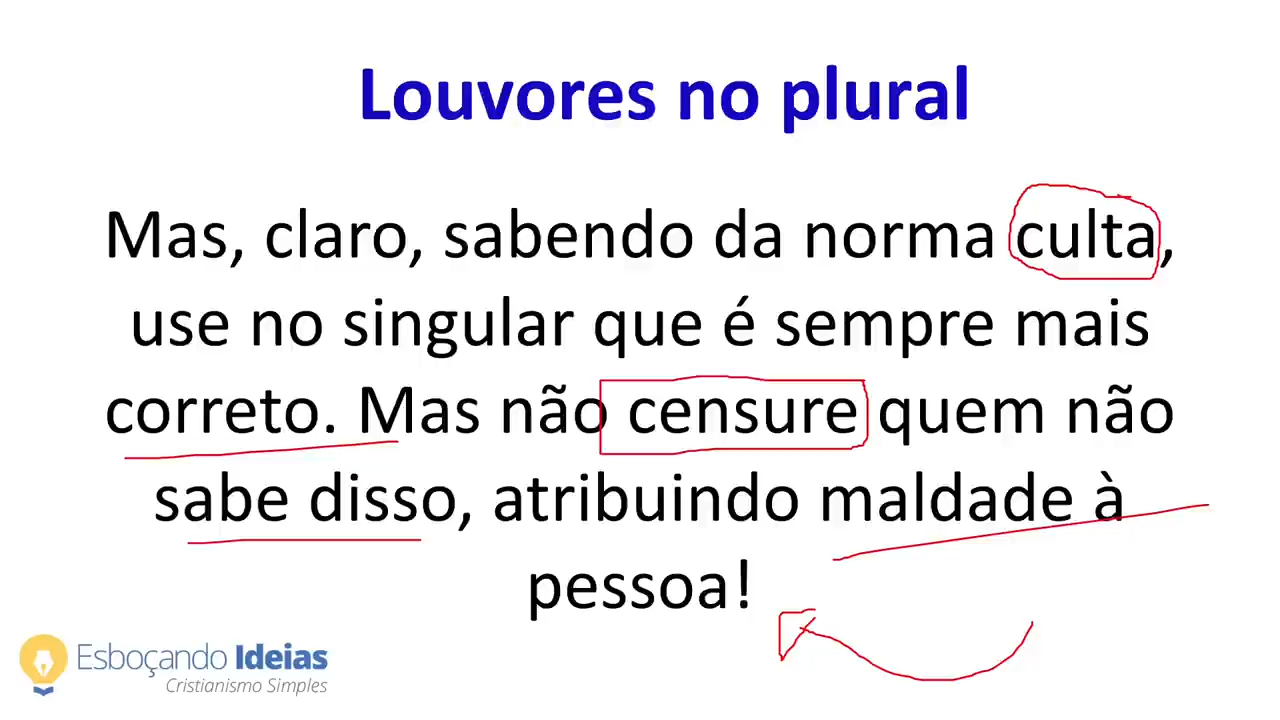 Louvores no plural
Mas, claro, sabendo da norma culta,
use no singular que é sempre mais
correto. Mas não censure quem não
sabe disso, atribuindo maldade à
pessoa!
Esboçando Ideias
Cristianismo Simples